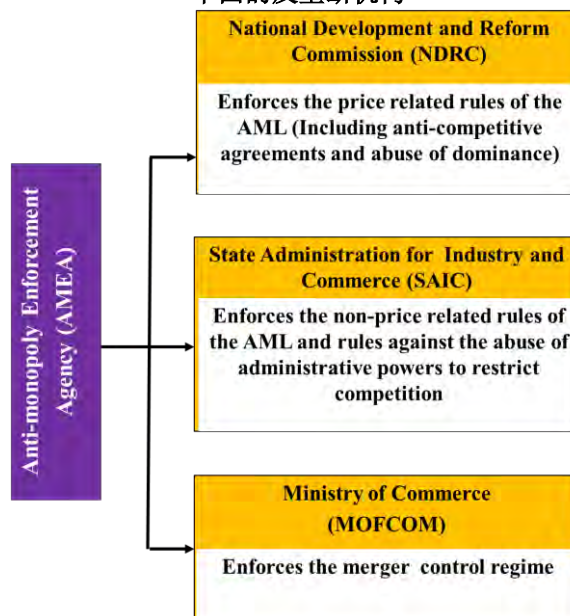 National Development and Reform
Commission (NDRC)
Enforces the price related rules of the
AML (Including anti-competitive
agreements and abuse of dominance)
Anti-monopoly Enforcement
Agency (AMEA)
State Administration for Industry and
Commerce (SAIC)
Enforces the non-price related rules of
the AML and rules against the abuse of
administrative powers to restrict
competition
Ministry of Commerce
(MOFCOM)
Enforces the merger control regime